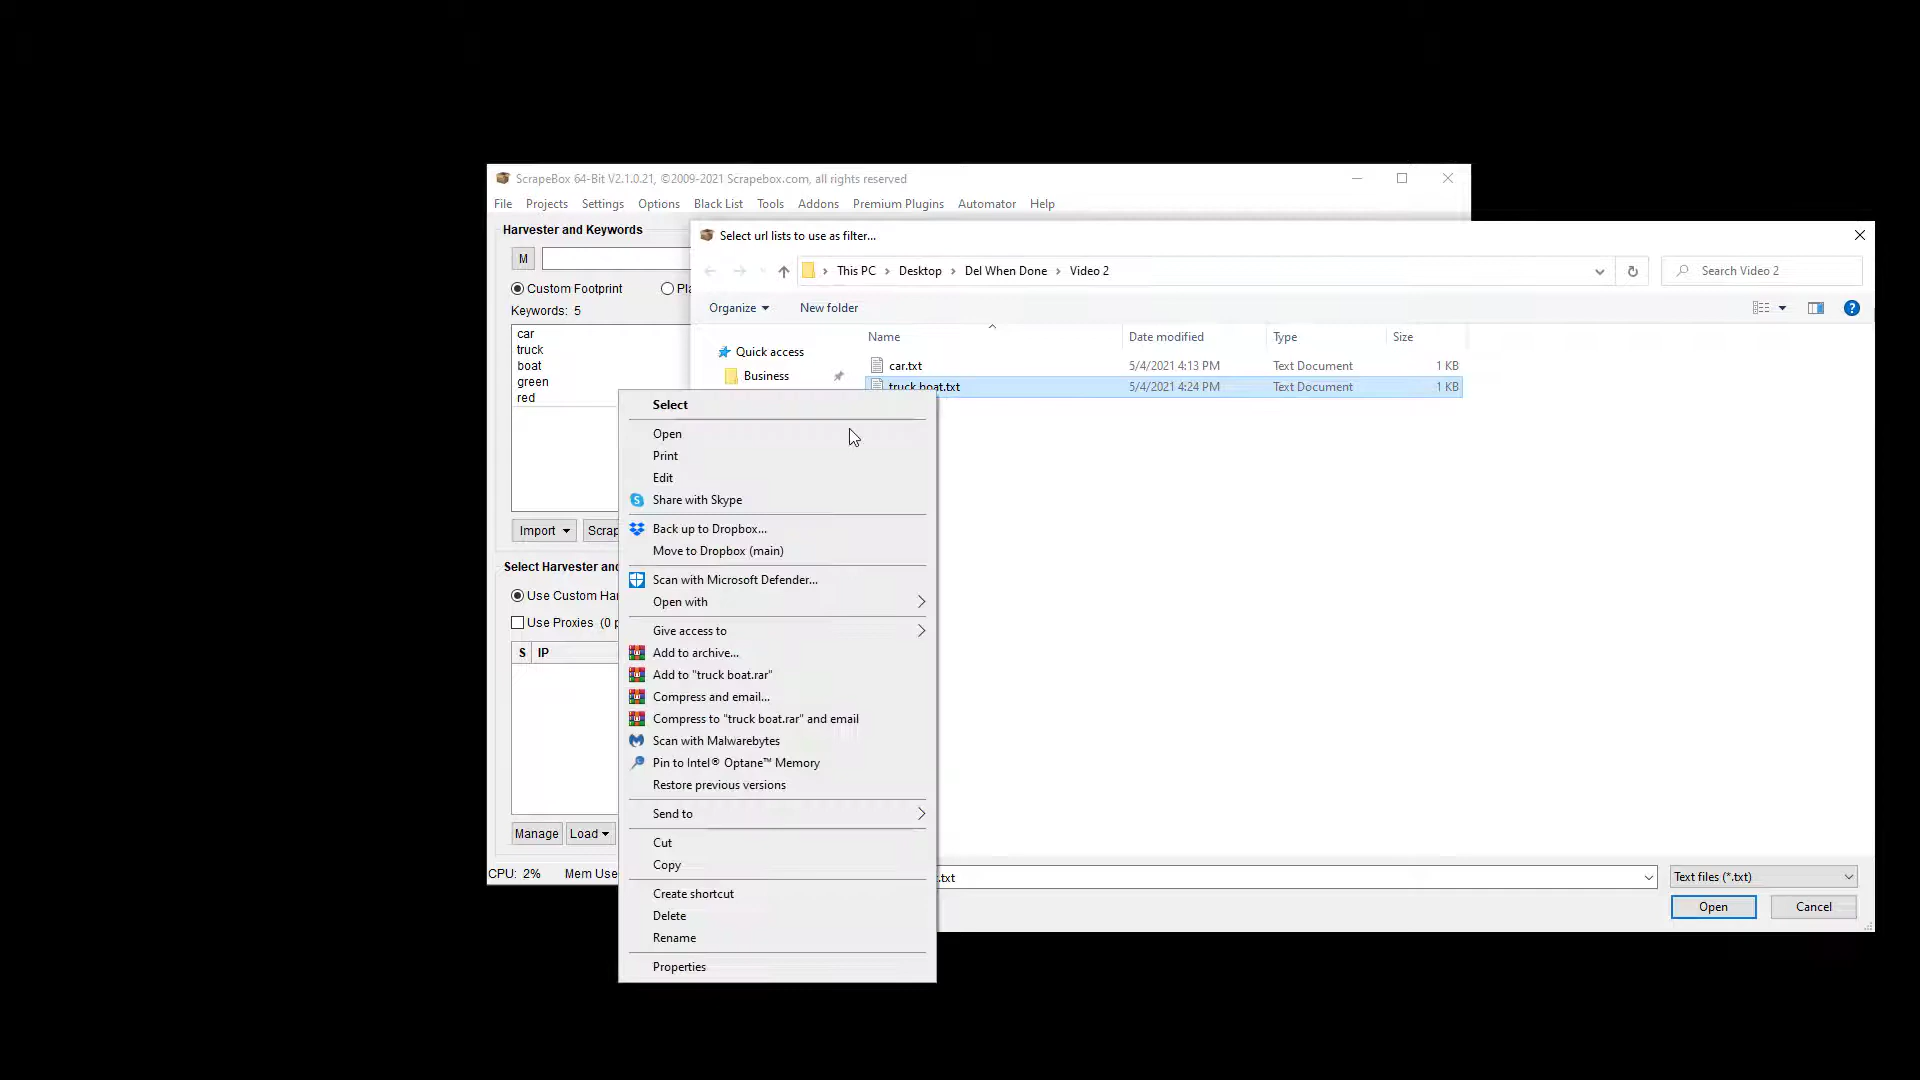 ScrapeBox 64-Bit V2.1.0.21, ©2009-2021 Scrapebox.com, all rights reserved
File Projects Settings Options Black List Tools Addons Premium Plugins Automator Help
Harvester and Keywords
M
Custom Footprint
Keywords: 5
car
truck
boat
green
red
Import
Select Harvester
Use Custom
Use Proxies (0
S IP
Manage Load
CPU: 2% Mem
Select url lists to use as filter...
This PC Desktop Del When Done Video 2
Search Video 2
Organize New folder
Name Date modified Type Size
Quick access
Business
car.txt 5/4/2021 4:13 PM Text Document 1 KB
truck boat.txt 5/4/2021 4:24 PM Text Document 1 KB
.txt
Text files (*.txt)
Open Cancel
Select
Open
Print
Edit
Share with Skype
Back up to Dropbox...
Move to Dropbox (main)
Scan with Microsoft Defender...
Open with
Give access to
Add to archive...
Add to "truck boat.rar"
Compress and email...
Compress to "truck boat.rar" and email
Scan with Malwarebytes
Pin to Intel® Optane™ Memory
Restore previous versions
Send to
Cut
Copy
Create shortcut
Delete
Rename
Properties